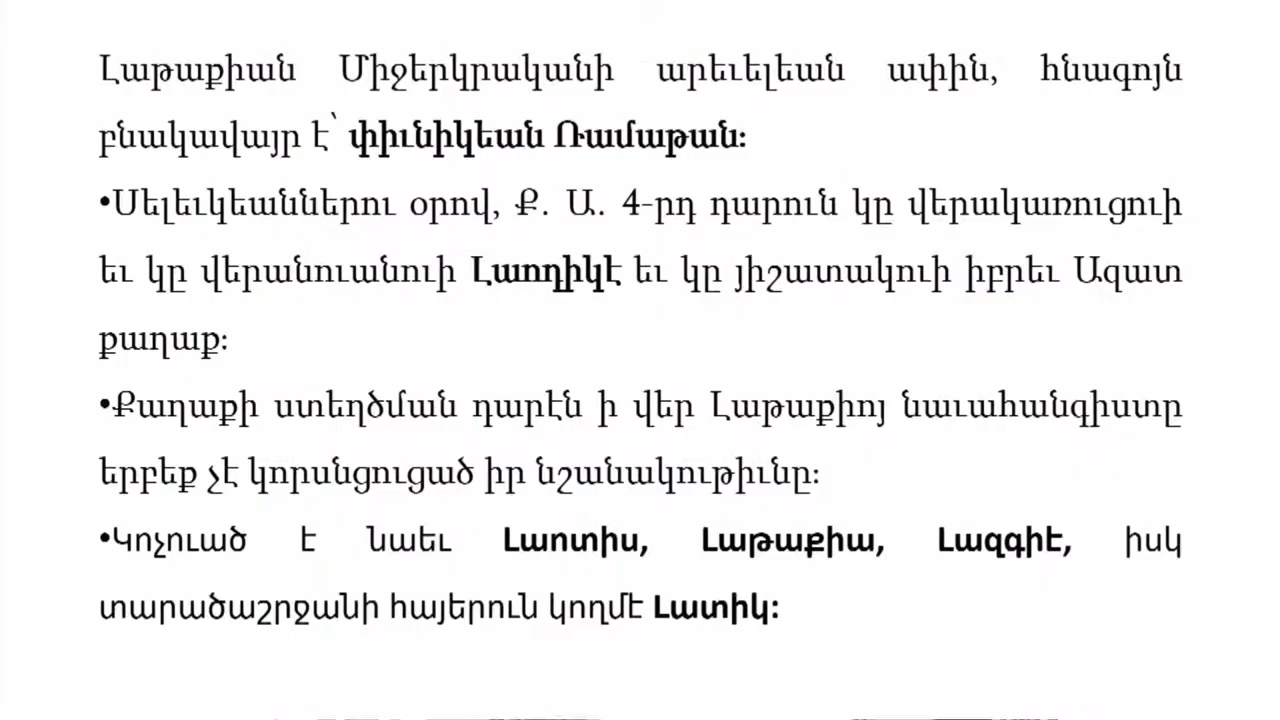 Լաթաքիան Միջերկրականի արեւելեան ափին, հնագոյն
բնակավայր է՝ փիւնիկեան Ռամաթան։
•Սելեւկեաններու օրով, Ք. Ա. 4-րդ դարուն կը վերակառուցուի
եւ կը վերանուանուի Լաոդիկէ եւ կը յիշատակուի իբրեւ Ազատ
քաղաք։
•Քաղաքի ստեղծման դարէն ի վեր Լաթաքիոյ նաւահանգիստը
երբեք չէ կորսնցուցած իր նշանակութիւնը։
•Կոչուած է նաեւ Լաոտիս, Լաթաքիա, Լազգիէ, իսկ
տարածաշրջանի հայերուն կողմէ Լատիկ։